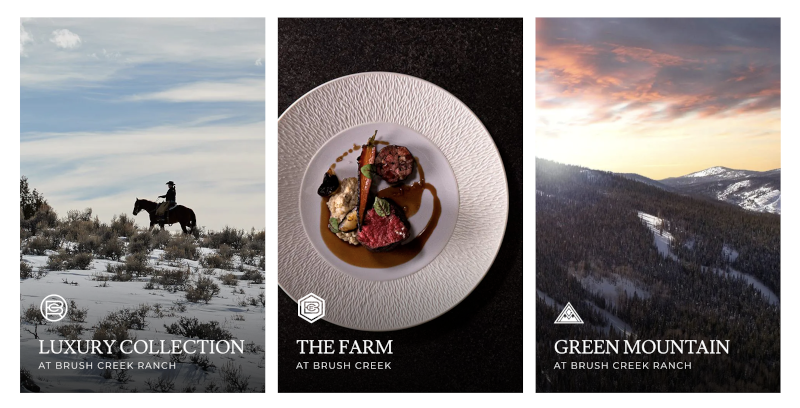 LUXURY COLLECTION
AT BRUSH CREEK RANCH
THE FARM
AT BRUSH CREEK
GREEN MOUNTAIN
AT BRUSH CREEK RANCH